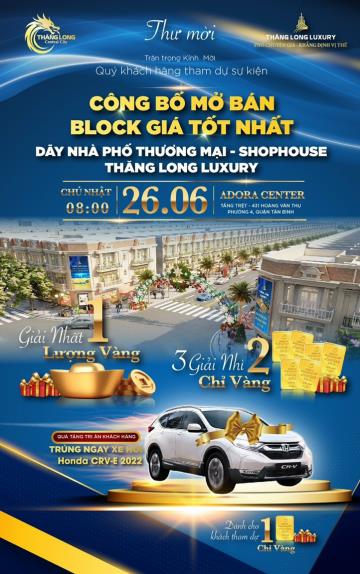 THĂNG LONG
Central City
Thư mời
THĂNG LONG LUXURY
Trân trọng Kính Mời
Quý khách hàng tham dự sự kiện
CÔNG BỐ MỞ BÁN
BLOCK GIÁ TỐT NHẤT
DÃY NHÀ PHỐ THƯƠNG MẠI - SHOPHOUSE
THĂNG LONG LUXURY
CHỦ NHẬT
08:00
26.06
ADORA CENTER
TẦNG TRỆT - 431 HOÀNG VĂN THỤ
PHƯỜNG 4, QUẬN TÂN BÌNH
Giải Nhất 1
Lượng Vàng
3 Giải Nhì 2
Chỉ Vàng
QUÀ TẶNG TRI ÂN KHÁCH HÀNG
TRÚNG NGAY XE HƠI
Honda CRV-E 2022
CR-V
Dành cho
khách tham dự 1
Chỉ Vàng